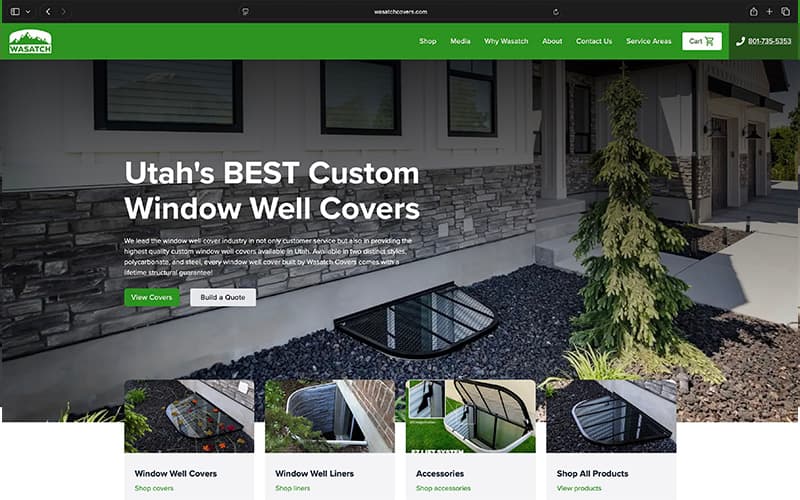 wasatchcovers.com
WASATCH
Shop
Media
Why Wasatch
About
Contact Us
Service Areas
Cart
801-735-5353
Utah's BEST Custom
Window Well Covers
We lead the window well cover industry in not only customer service but also in providing the
highest quality custom window well covers available in Utah. Available in two distinct styles,
polycarbonate, and steel, every window well cover built by Wasatch Covers comes with a
lifetime structural guarantee!
View Covers
Build a Quote
EZ LIFT SYSTEM
Window Well Covers
Shop covers
Window Well Liners
Shop liners
Accessories
Shop accessories
Shop All Products
View products